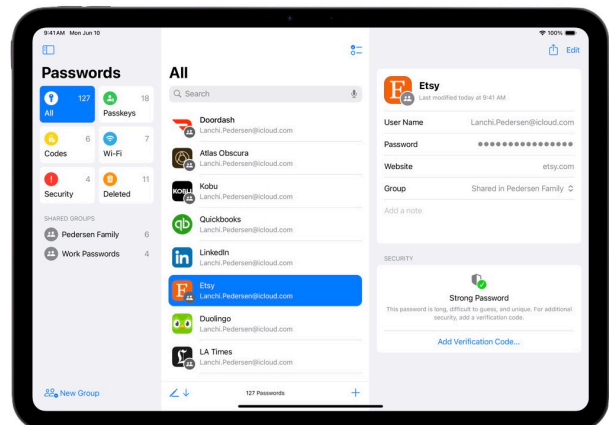 9:41 AM Mon Jun 10
100%
Edit
Passwords
127
All
18
Passkeys
6
Codes
7
Wi-Fi
4
Security
11
Deleted
SHARED GROUPS
Pedersen Family 6
Work Passwords 4
New Group
All
Search
Doordash
Lanchi.Pedersen@icloud.com
Atlas Obscura
Lanchi.Pedersen@icloud.com
KOBU
Kobu
Lanchi.Pedersen@icloud.com
qb
Quickbooks
Lanchi.Pedersen@icloud.com
in
LinkedIn
Lanchi.Pedersen@icloud.com
E
Etsy
Lanchi.Pedersen@icloud.com
Duolingo
Lanchi.Pedersen@icloud.com
LA Times
Lanchi.Pedersen@icloud.com
127 Passwords
E
Etsy
Last modified today at 9:41 AM
User Name Lanchi.Pedersen@icloud.com
Password ●●●●●●●●●●●●●●●●
Website etsy.com
Group Shared in Pedersen Family
Add a note
SECURITY
Strong Password
This password is long, difficult to guess, and unique. For additional
security, add a verification code.
Add Verification Code...